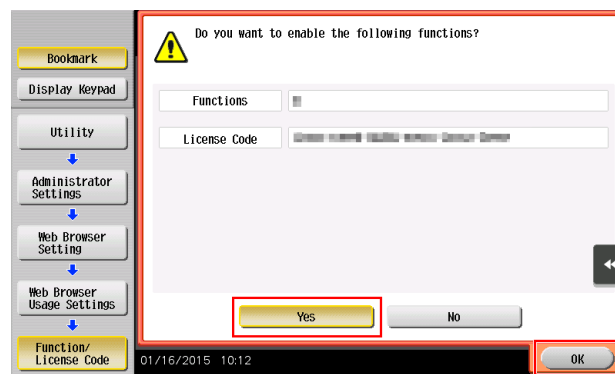 Do you want to enable the following functions?
Bookmark
Display Keypad
Functions
Utility
License Code
Administrator
Settings
Web Browser
Setting
Web Browser
Usage Settings
Yes
No
Function/
License Code
01/16/2015 10:12
OK